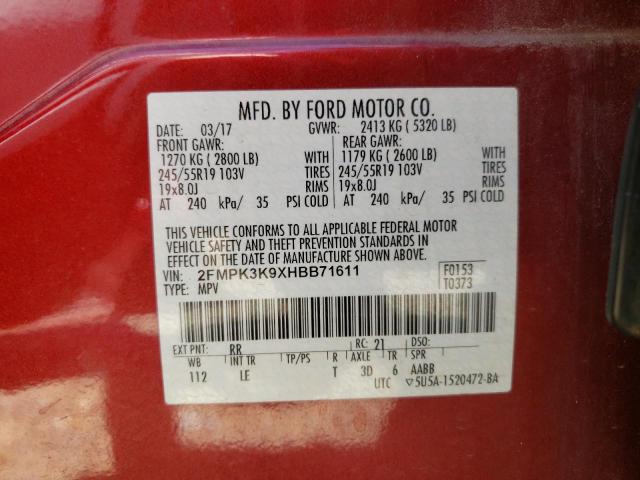 MFD. BY FORD MOTOR CO.
DATE: 03/17 GVWR: 2413 KG ( 5320 LB)
FRONT GAWR: REAR GAWR:
1270 KG ( 2800 LB) WITH 1179 KG ( 2600 LB) WITH
245/55R19 103V TIRES 245/55R19 103V TIRES
19x8.0J RIMS 19x8.0J RIMS
AT 240 kPa/ 35 PSI COLD AT 240 kPa/ 35 PSI COLD
THIS VEHICLE CONFORMS TO ALL APPLICABLE FEDERAL MOTOR
VEHICLE SAFETY AND THEFT PREVENTION STANDARDS IN
EFFECT ON THE DATE OF MANUFACTURE SHOWN ABOVE.
VIN: 2FMPK3K9XHBB71611 F0153
TYPE: MPV T0373
EXT PNT: RR RC: 21 DSO:
WB INT TR TP/PS R AXLE TR SPR
112 LE T 3D 6 AABB
UTC ▽5U5A-1520472-BA